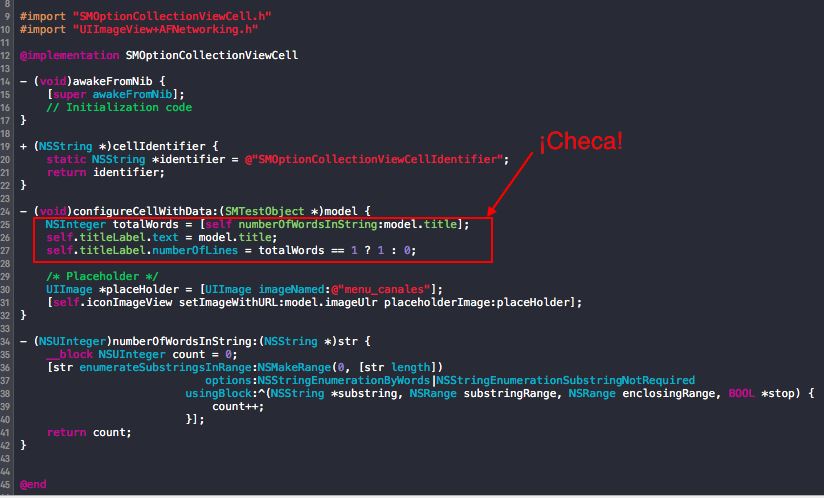 8
9 #import "SMOptionCollectionViewCell.h"
10 #import "UIImageView+AFNetworking.h"
11
12 @implementation SMOptionCollectionViewCell
13
14 - (void)awakeFromNib {
15     [super awakeFromNib];
16     // Initialization code
17 }
18
19 + (NSString *)cellIdentifier {
20     static NSString *identifier = @"SMOptionCollectionViewCellIdentifier";
21     return identifier;
22 }
¡Checa!
23
24 - (void)configureCellWithData:(SMTestObject *)model {
25     NSInteger totalWords = [self numberOfWordsInString:model.title];
26     self.titleLabel.text = model.title;
27     self.titleLabel.numberOfLines = totalWords == 1 ? 1 : 0;
28
29     /* Placeholder */
30     UIImage *placeHolder = [UIImage imageNamed:@"menu_canales"];
31     [self.iconImageView setImageWithURL:model.imageUlr placeholderImage:placeHolder];
32 }
33
34 - (NSUInteger)numberOfWordsInString:(NSString *)str {
35     __block NSUInteger count = 0;
36     [str enumerateSubstringsInRange:NSMakeRange(0, [str length])
37                             options:NSStringEnumerationByWords|NSStringEnumerationSubstringNotRequired
38                          usingBlock:^(NSString *substring, NSRange substringRange, NSRange enclosingRange, BOOL *stop) {
39                              count++;
40                          }];
41     return count;
42 }
43
44
45 @end